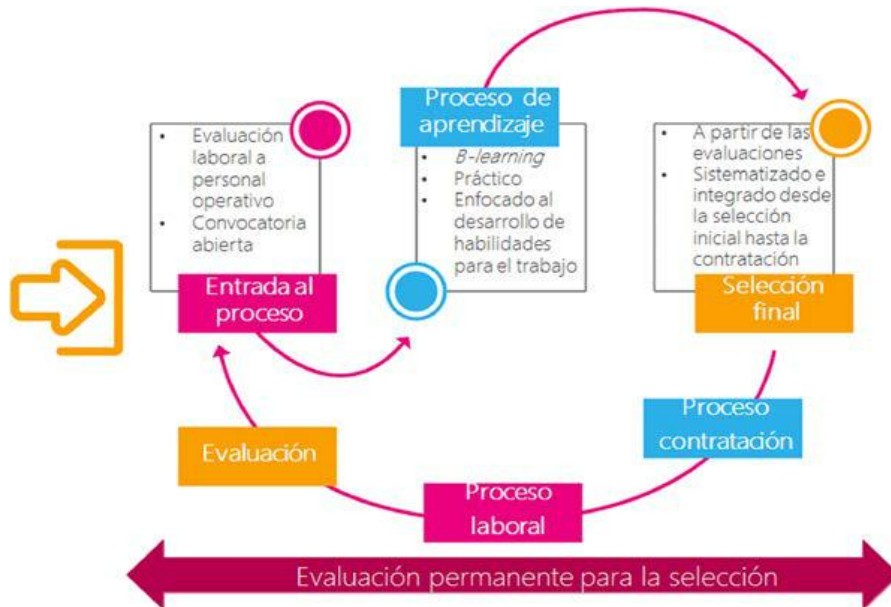 • Evaluación
laboral a
personal
operativo
• Convocatoria
abierta
Entrada al
proceso
Proceso de
aprendizaje
• B-learning
• Práctico
• Enfocado al
desarrollo de
habilidades
para el trabajo
• A partir de las
evaluaciones
• Sistematizado e
integrado desde
la selección
inicial hasta la
contratación
Selección
final
Proceso
contratación
Proceso
laboral
Evaluación
Evaluación permanente para la selección